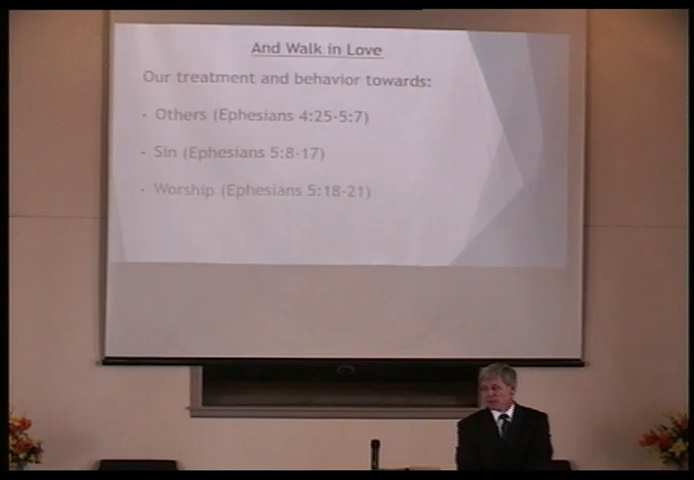 And Walk in Love
Our treatment and behavior towards:
- Others (Ephesians 4:25-5:7)
- Sin (Ephesians 5:8-17)
- Worship (Ephesians 5:18-21)